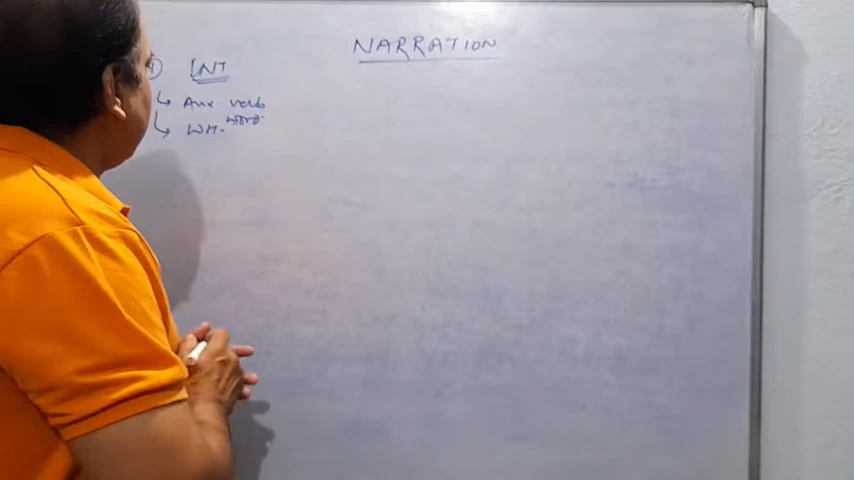 NARRATION
① INT
↳ Aux. verb
↳ WH- word.